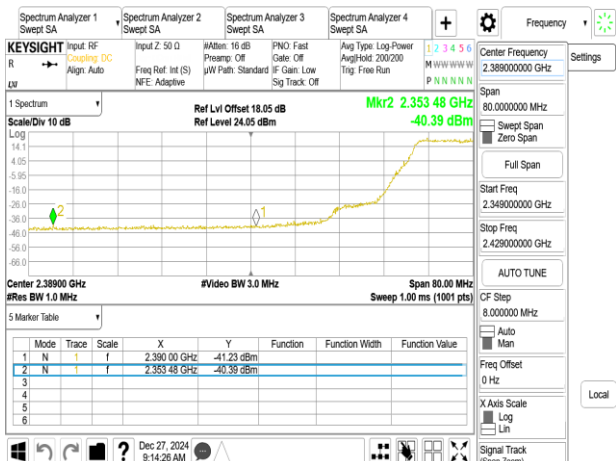 Spectrum Analyzer 1
Swept SA
Spectrum Analyzer 2
Swept SA
Spectrum Analyzer 3
Swept SA
Spectrum Analyzer 4
Swept SA
+
Frequency
KEYSIGHT
R
Input: RF
Coupling: DC
Align: Auto
Input Z: 50 Ω
Freq Ref: Int (S)
NFE: Adaptive
#Atten: 16 dB
Preamp: Off
µW Path: Standard
PNO: Fast
Gate: Off
IF Gain: Low
Sig Track: Off
Avg Type: Log-Power
Avg|Hold: 200/200
Trig: Free Run
1 2 3 4 5 6
M W W W W W
P N N N N N
Settings
Center Frequency
2.389000000 GHz
Span
80.0000000 MHz
Swept Span
Zero Span
Full Span
Start Freq
2.349000000 GHz
Stop Freq
2.429000000 GHz
AUTO TUNE
CF Step
8.000000 MHz
Auto
Man
Freq Offset
0 Hz
X Axis Scale
Log
Lin
Signal Track
(Span Zoom)
Local
1 Spectrum
Scale/Div 10 dB
Ref Lvl Offset 18.05 dB
Ref Level 24.05 dBm
Mkr2 2.353 48 GHz
-40.39 dBm
Log
14.1
4.05
-16.0
-26.0
-36.0
-46.0
-56.0
-66.0
2
1
Center 2.38900 GHz
#Video BW 3.0 MHz
Span 80.00 MHz
#Res BW 1.0 MHz
Sweep 1.00 ms (1001 pts)
5 Marker Table
Mode Trace Scale X Y Function Function Width Function Value
1 N 1 f 2.390 00 GHz -41.23 dBm
2 N 1 f 2.353 48 GHz -40.39 dBm
3
4
5
6
?
Dec 27, 2024
9:14:26 AM